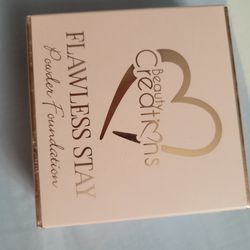 Beauty
Creations
FLAWLESS STAY
Powder Foundation